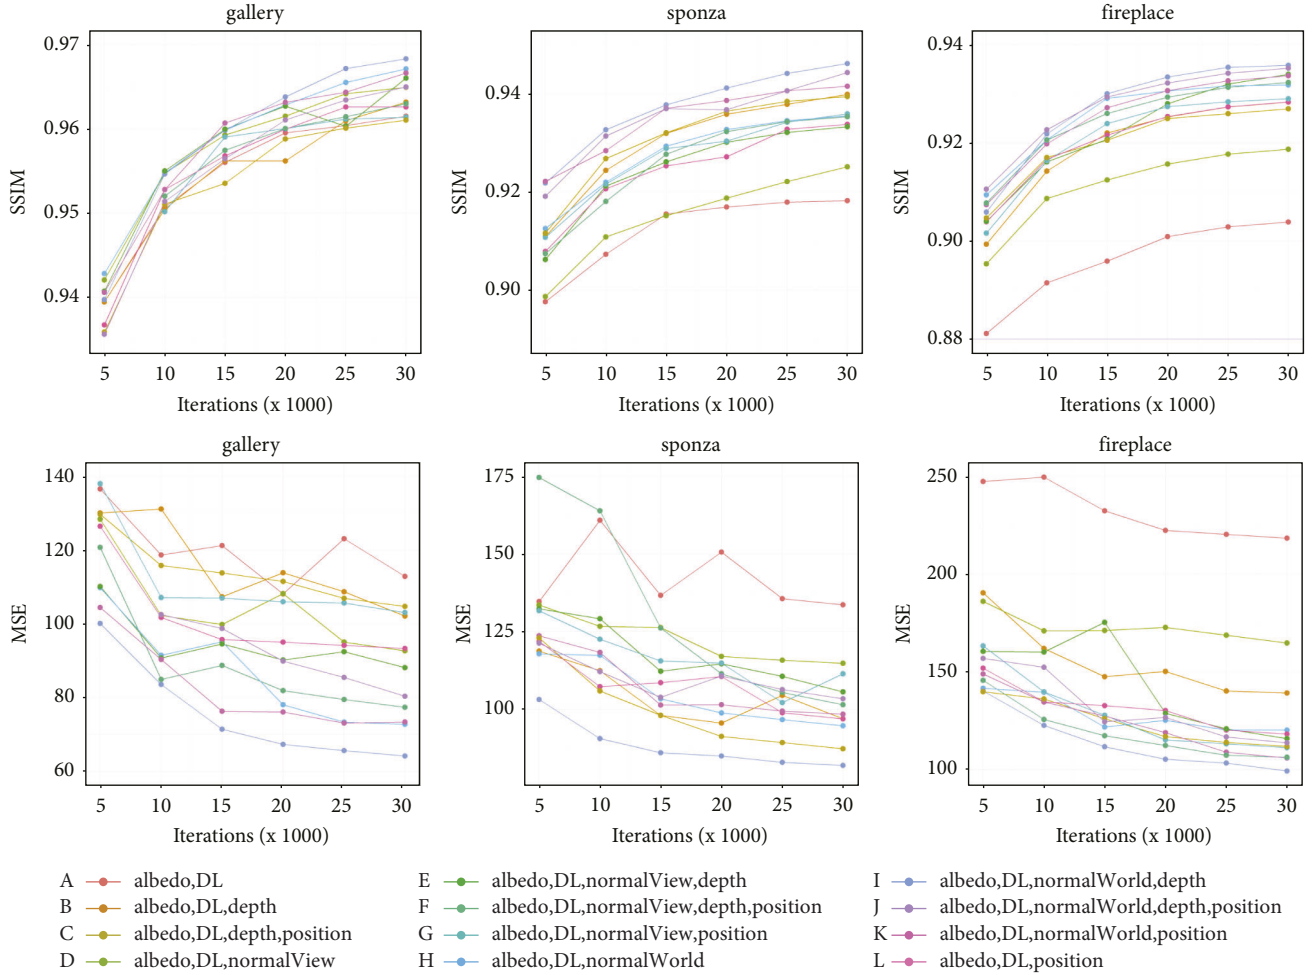 gallery
sponza
fireplace
SSIM
0.97
0.96
0.95
0.94
5 10 15 20 25 30
Iterations (x 1000)
SSIM
0.94
0.92
0.90
5 10 15 20 25 30
Iterations (x 1000)
SSIM
0.94
0.92
0.90
0.88
5 10 15 20 25 30
Iterations (x 1000)
gallery
sponza
fireplace
MSE
140
120
100
80
60
5 10 15 20 25 30
Iterations (x 1000)
MSE
175
150
125
100
5 10 15 20 25 30
Iterations (x 1000)
MSE
250
200
150
100
5 10 15 20 25 30
Iterations (x 1000)
A albedo,DL
B albedo,DL,depth
C albedo,DL,depth,position
D albedo,DL,normalView
E albedo,DL,normalView,depth
F albedo,DL,normalView,depth,position
G albedo,DL,normalView,position
H albedo,DL,normalWorld
I albedo,DL,normalWorld,depth
J albedo,DL,normalWorld,depth,position
K albedo,DL,normalWorld,position
L albedo,DL,position